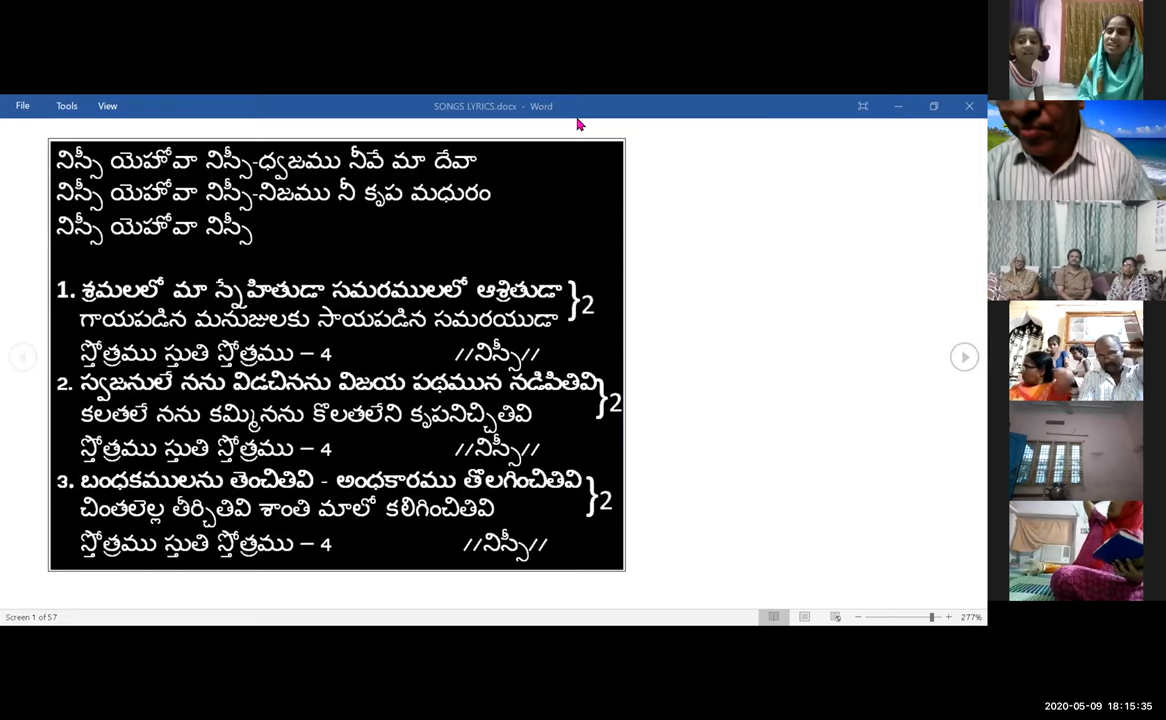 File Tools View SONGS LYRICS.docx - Word
నిస్సీ యెహోవా నిస్సీ-ధ్వజము నీవే మా దేవా
నిస్సీ యెహోవా నిస్సీ-నిజము నీ కృప మధురం
నిస్సీ యెహోవా నిస్సీ
1. శ్రమలలో మా స్నేహితుడా సమరములలో ఆశ్రితుడా }2
గాయపడిన మనుజులకు సాయపడిన సమరయుడా
స్తోత్రము స్తుతి స్తోత్రము – 4 //నిస్సీ//
2. స్వజనులే నను విడచినను విజయ పథమున నడిపితివి }2
కలతలే నను కమ్మినను కొలతలేని కృపనిచ్చితివి
స్తోత్రము స్తుతి స్తోత్రము – 4 //నిస్సీ//
3. బంధకములను తెంచితివి - అంధకారము తొలగించితివి }2
చింతలెల్ల తీర్చితివి శాంతి మాలో కలిగించితివి
స్తోత్రము స్తుతి స్తోత్రము – 4 //నిస్సీ//
Screen 1 of 57 277%
2020-05-09 18:15:35